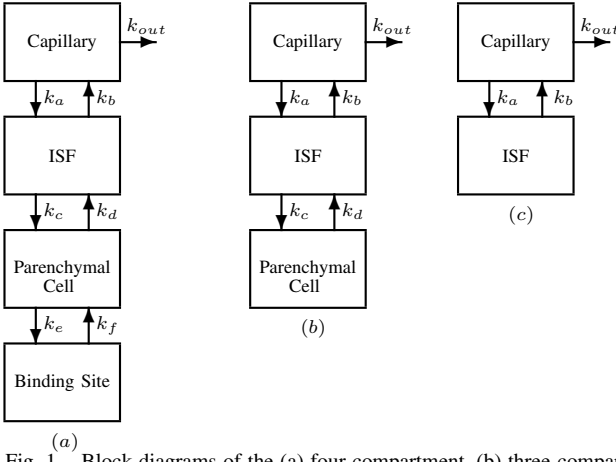 Capillary
k_out
k_a
k_b
ISF
k_c
k_d
Parenchymal
Cell
k_e
k_f
Binding Site
(a)
Capillary
k_out
k_a
k_b
ISF
k_c
k_d
Parenchymal
Cell
(b)
Capillary
k_out
k_a
k_b
ISF
(c)
Fig. 1. Block diagrams of the (a) four compartment, (b) three